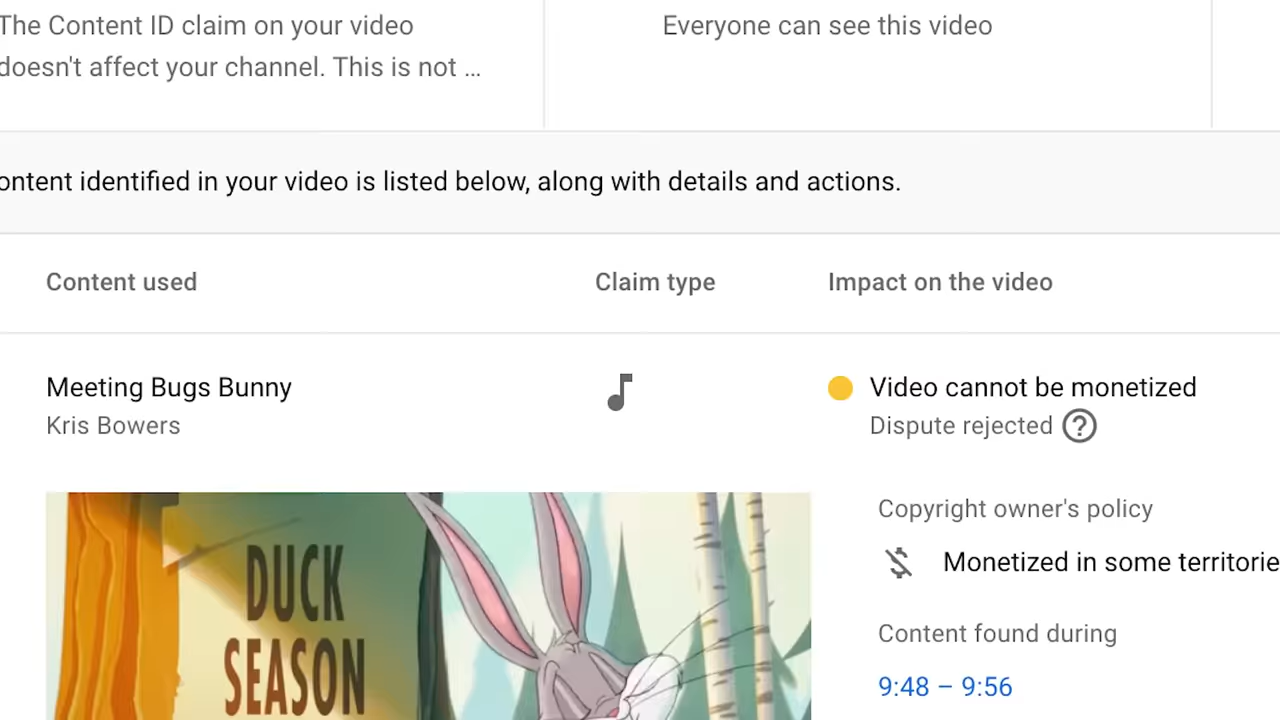 The Content ID claim on your video
doesn't affect your channel. This is not ...
Everyone can see this video
ontent identified in your video is listed below, along with details and actions.
Content used
Claim type
Impact on the video
Meeting Bugs Bunny
Kris Bowers
Video cannot be monetized
Dispute rejected ?
Copyright owner's policy
Monetized in some territorie
Content found during
9:48 – 9:56
DUCK
SEASON